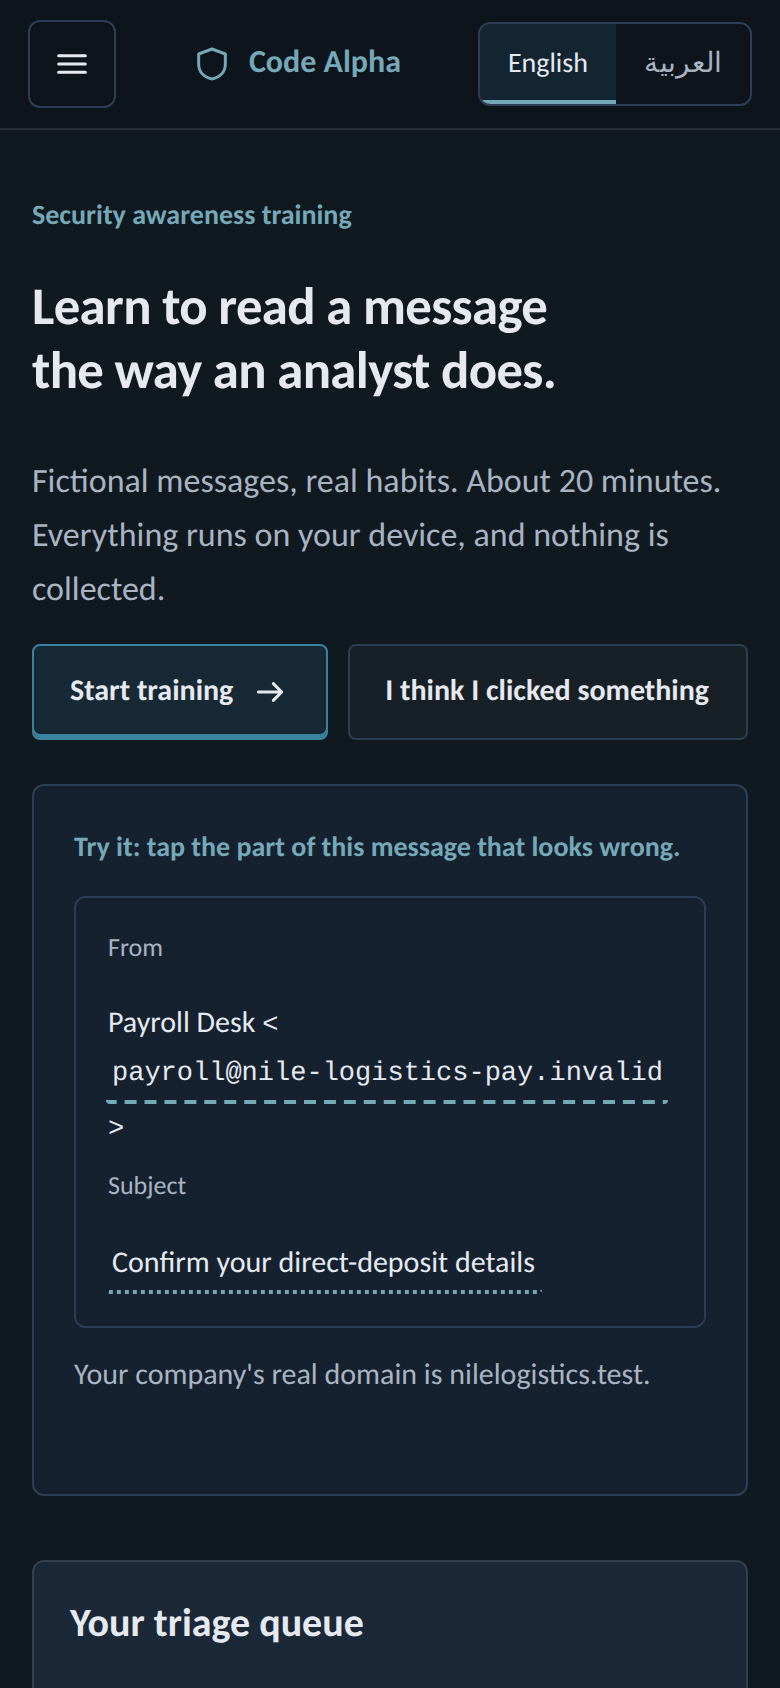 Code Alpha
English
العربية
Security awareness training
Learn to read a message
the way an analyst does.
Fictional messages, real habits. About 20 minutes.
Everything runs on your device, and nothing is
collected.
Start training →
I think I clicked something
Try it: tap the part of this message that looks wrong.
From
Payroll Desk <
payroll@nile-logistics-pay.invalid
>
Subject
Confirm your direct-deposit details
Your company's real domain is nilelogistics.test.
Your triage queue